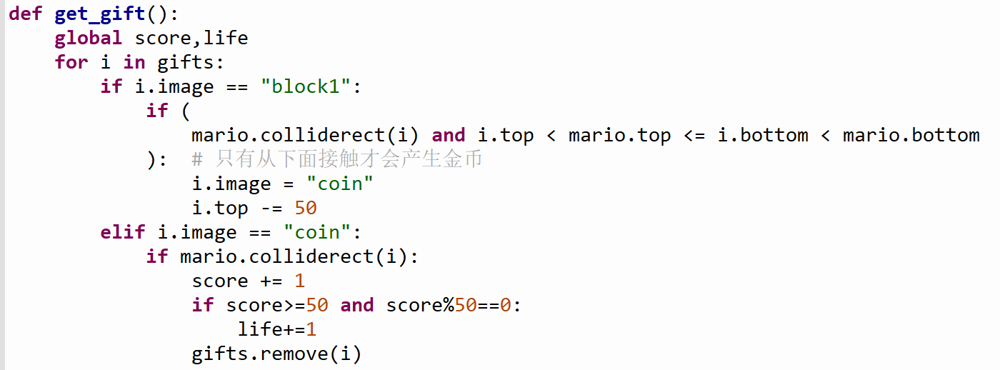 def get_gift():
    global score,life
    for i in gifts:
        if i.image == "block1":
            if (
                mario.colliderect(i) and i.top < mario.top <= i.bottom < mario.bottom
            ):  # 只有从下面接触才会产生金币
                i.image = "coin"
                i.top -= 50
        elif i.image == "coin":
            if mario.colliderect(i):
                score += 1
                if score>=50 and score%50==0:
                    life+=1
                gifts.remove(i)